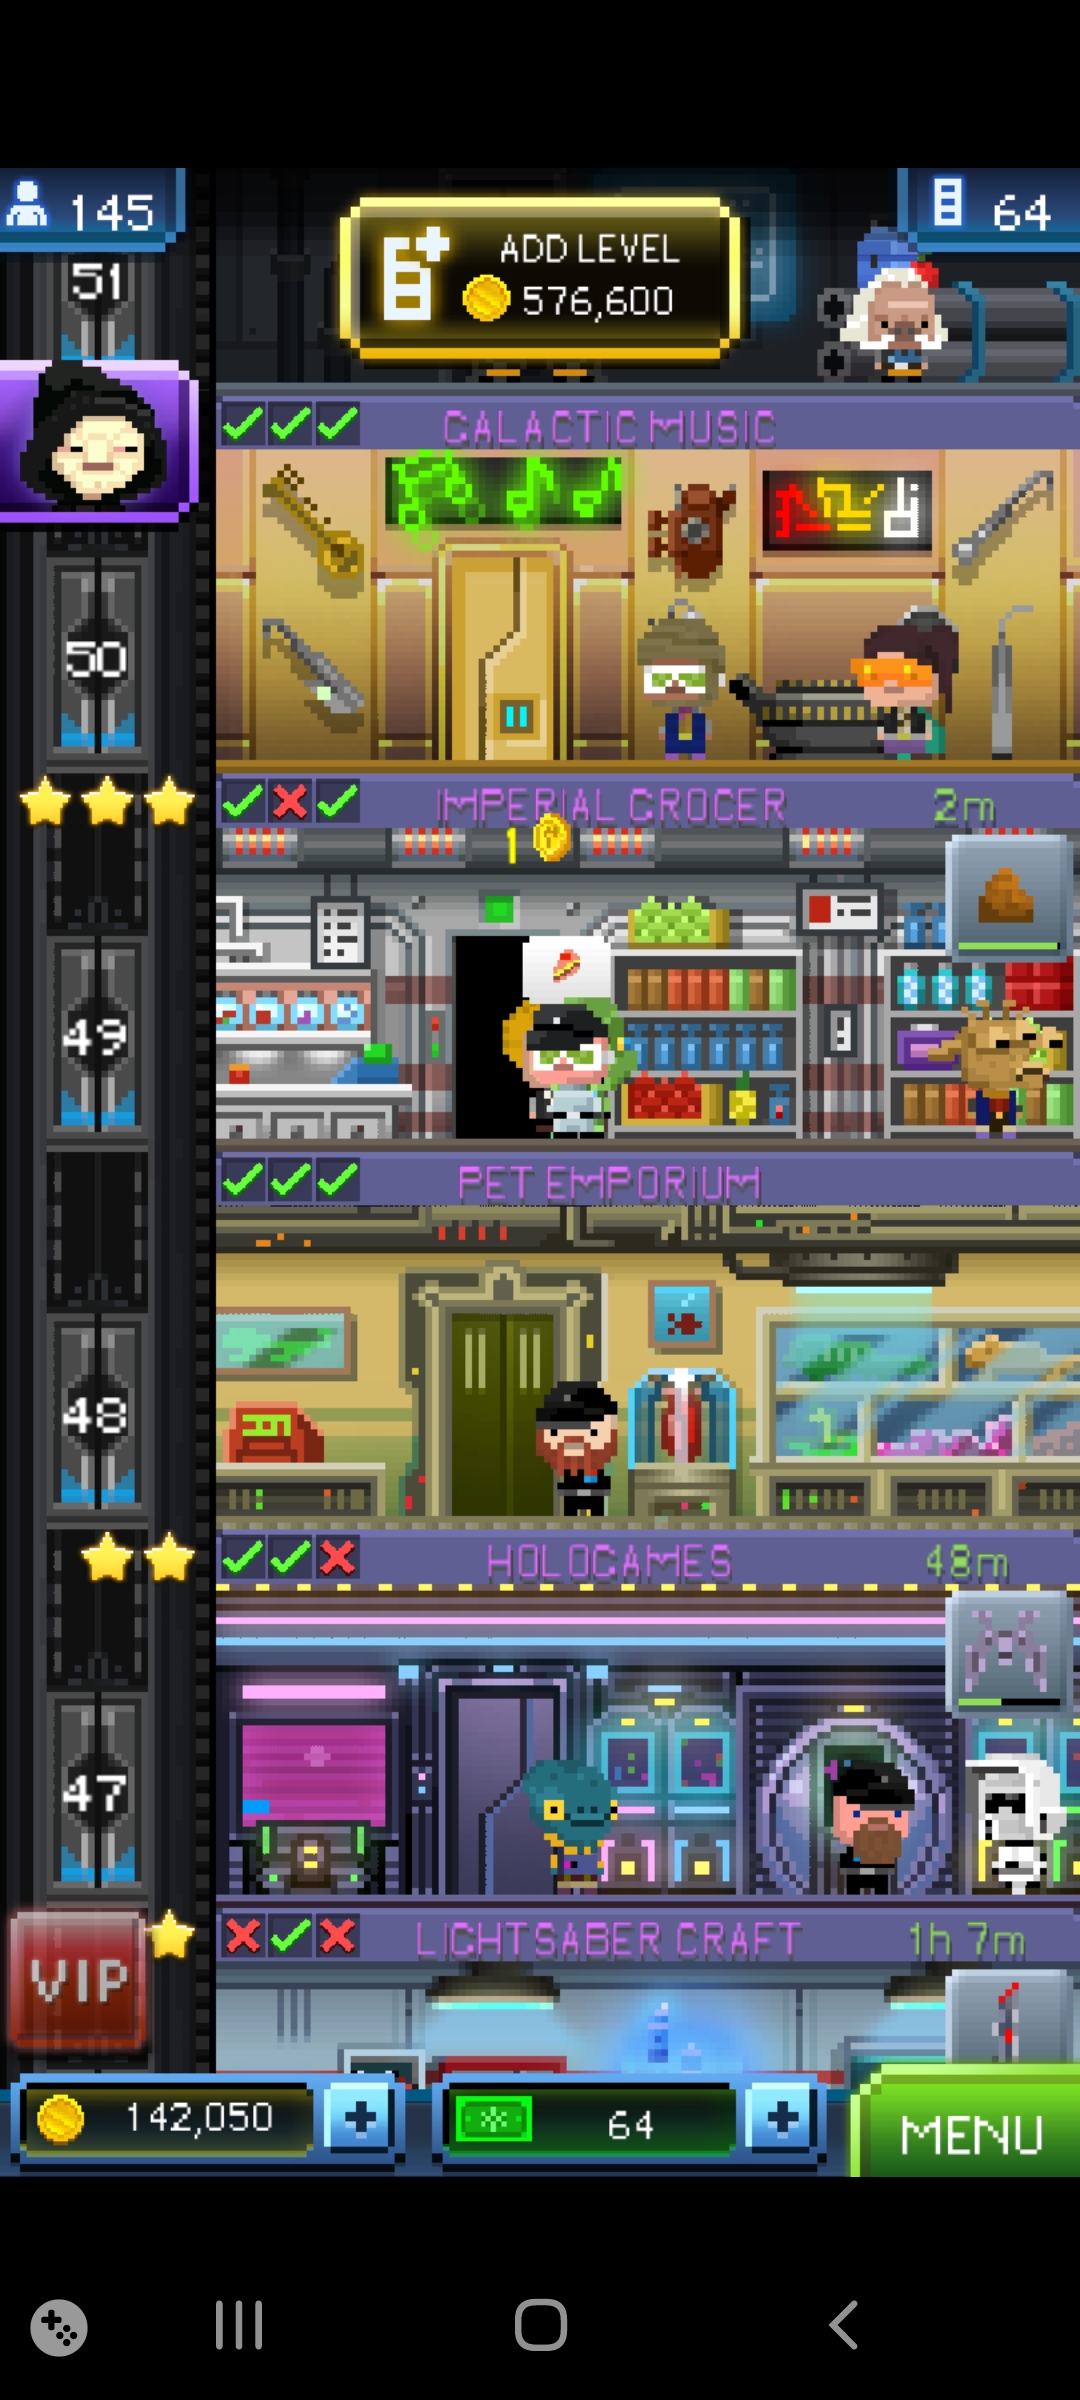 145
ADD LEVEL
576,600
64
51
GALACTIC MUSIC
50
IMPERIAL GROCER
2m
1
49
PET EMPORIUM
48
HOLOGAMES
48m
47
LIGHTSABER CRAFT
1h 7m
VIP
142,050
64
MENU